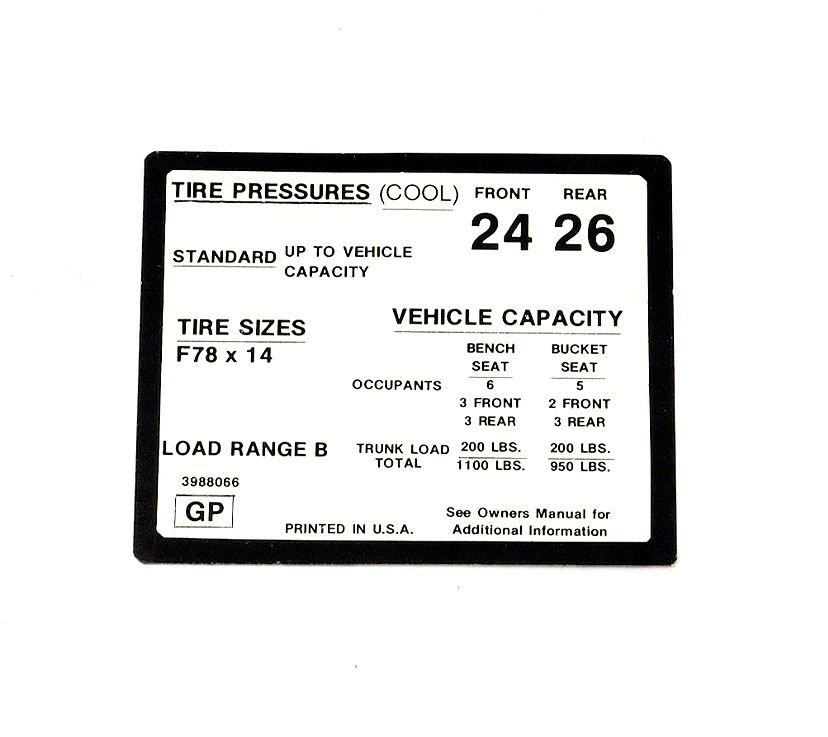 TIRE PRESSURES (COOL) FRONT REAR
24 26
STANDARD UP TO VEHICLE
CAPACITY
TIRE SIZES
F78 x 14
VEHICLE CAPACITY
BENCH BUCKET
SEAT SEAT
OCCUPANTS 6 5
3 FRONT 2 FRONT
3 REAR 3 REAR
LOAD RANGE B
TRUNK LOAD 200 LBS. 200 LBS.
TOTAL 1100 LBS. 950 LBS.
3988066
GP
PRINTED IN U.S.A.
See Owners Manual for
Additional Information